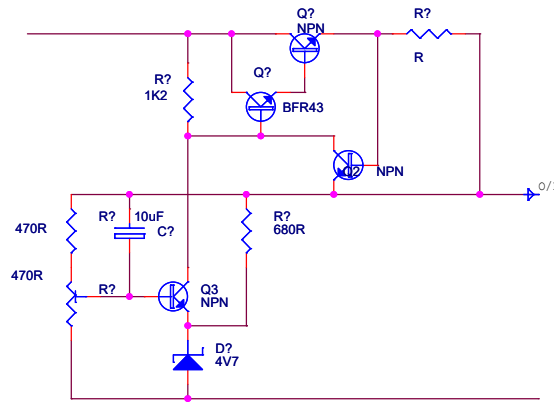 Q?
NPN
R?
R
Q?
BFR43
R?
1K2
Q2 NPN
O/
470R
R?
10uF
C?
R?
680R
470R
R?
Q3
NPN
D?
4V7